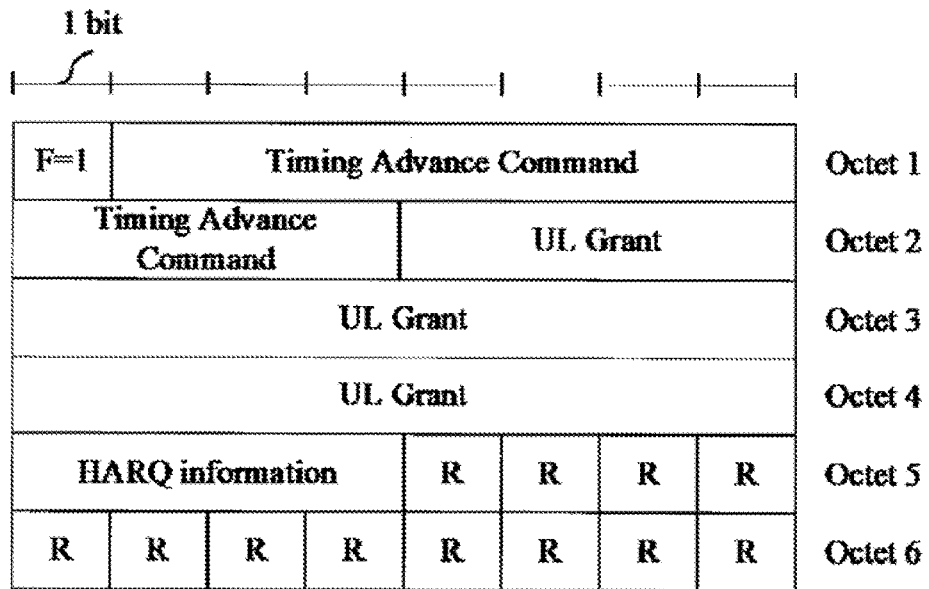 1 bit
F=1 Timing Advance Command Octet 1
Timing Advance
Command UL Grant Octet 2
UL Grant Octet 3
UL Grant Octet 4
HARQ information R R R R Octet 5
R R R R R R R R Octet 6